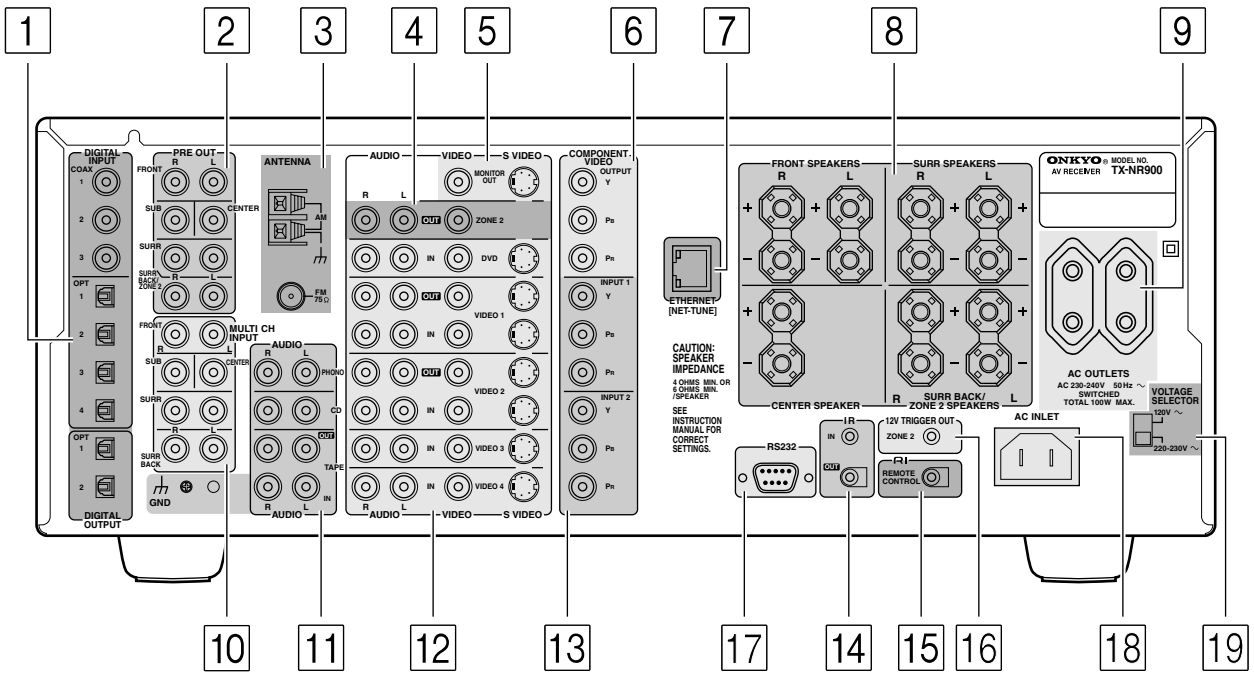 1
2
3
4
5
6
7
8
9
DIGITAL
INPUT
COAX
1
2
3
OPT
1
2
3
4
OPT
1
2
DIGITAL
OUTPUT
PRE OUT
R L
FRONT
SUB
CENTER
SURR
SURR
BACK/
ZONE 2
R L
FRONT
MULTI CH
INPUT
R L
SUB
CENTER
SURR
R L
SURR
BACK
GND
ANTENNA
AM
FM
75Ω
AUDIO
R L
PHONO
CD
OUT
TAPE
IN
R L
AUDIO
AUDIO VIDEO S VIDEO
MONITOR
OUT
R L
OUT ZONE 2
IN DVD
OUT
VIDEO 1
IN
OUT
VIDEO 2
IN
IN VIDEO 3
IN VIDEO 4
R L
AUDIO VIDEO S VIDEO
COMPONENT
VIDEO
OUTPUT
Y
PB
PR
INPUT 1
Y
PB
PR
INPUT 2
Y
PB
PR
ETHERNET
[NET-TUNE]
CAUTION:
SPEAKER
IMPEDANCE
4 OHMS MIN. OR
6 OHMS MIN.
/SPEAKER
SEE
INSTRUCTION
MANUAL FOR
CORRECT
SETTINGS.
RS232
FRONT SPEAKERS
R L
SURR SPEAKERS
R L
+ + + +
- - - -
+ + +
- - -
CENTER SPEAKER
R SURR BACK/ L
ZONE 2 SPEAKERS
IR
IN
OUT
12V TRIGGER OUT
ZONE 2
RI
REMOTE
CONTROL
ONKYO® MODEL NO.
AV RECEIVER TX-NR900
AC OUTLETS
AC 230-240V 50Hz ~
SWITCHED
TOTAL 100W MAX.
AC INLET
VOLTAGE
SELECTOR
120V ~
220-230V ~
10
11
12
13
17
14
15
16
18
19